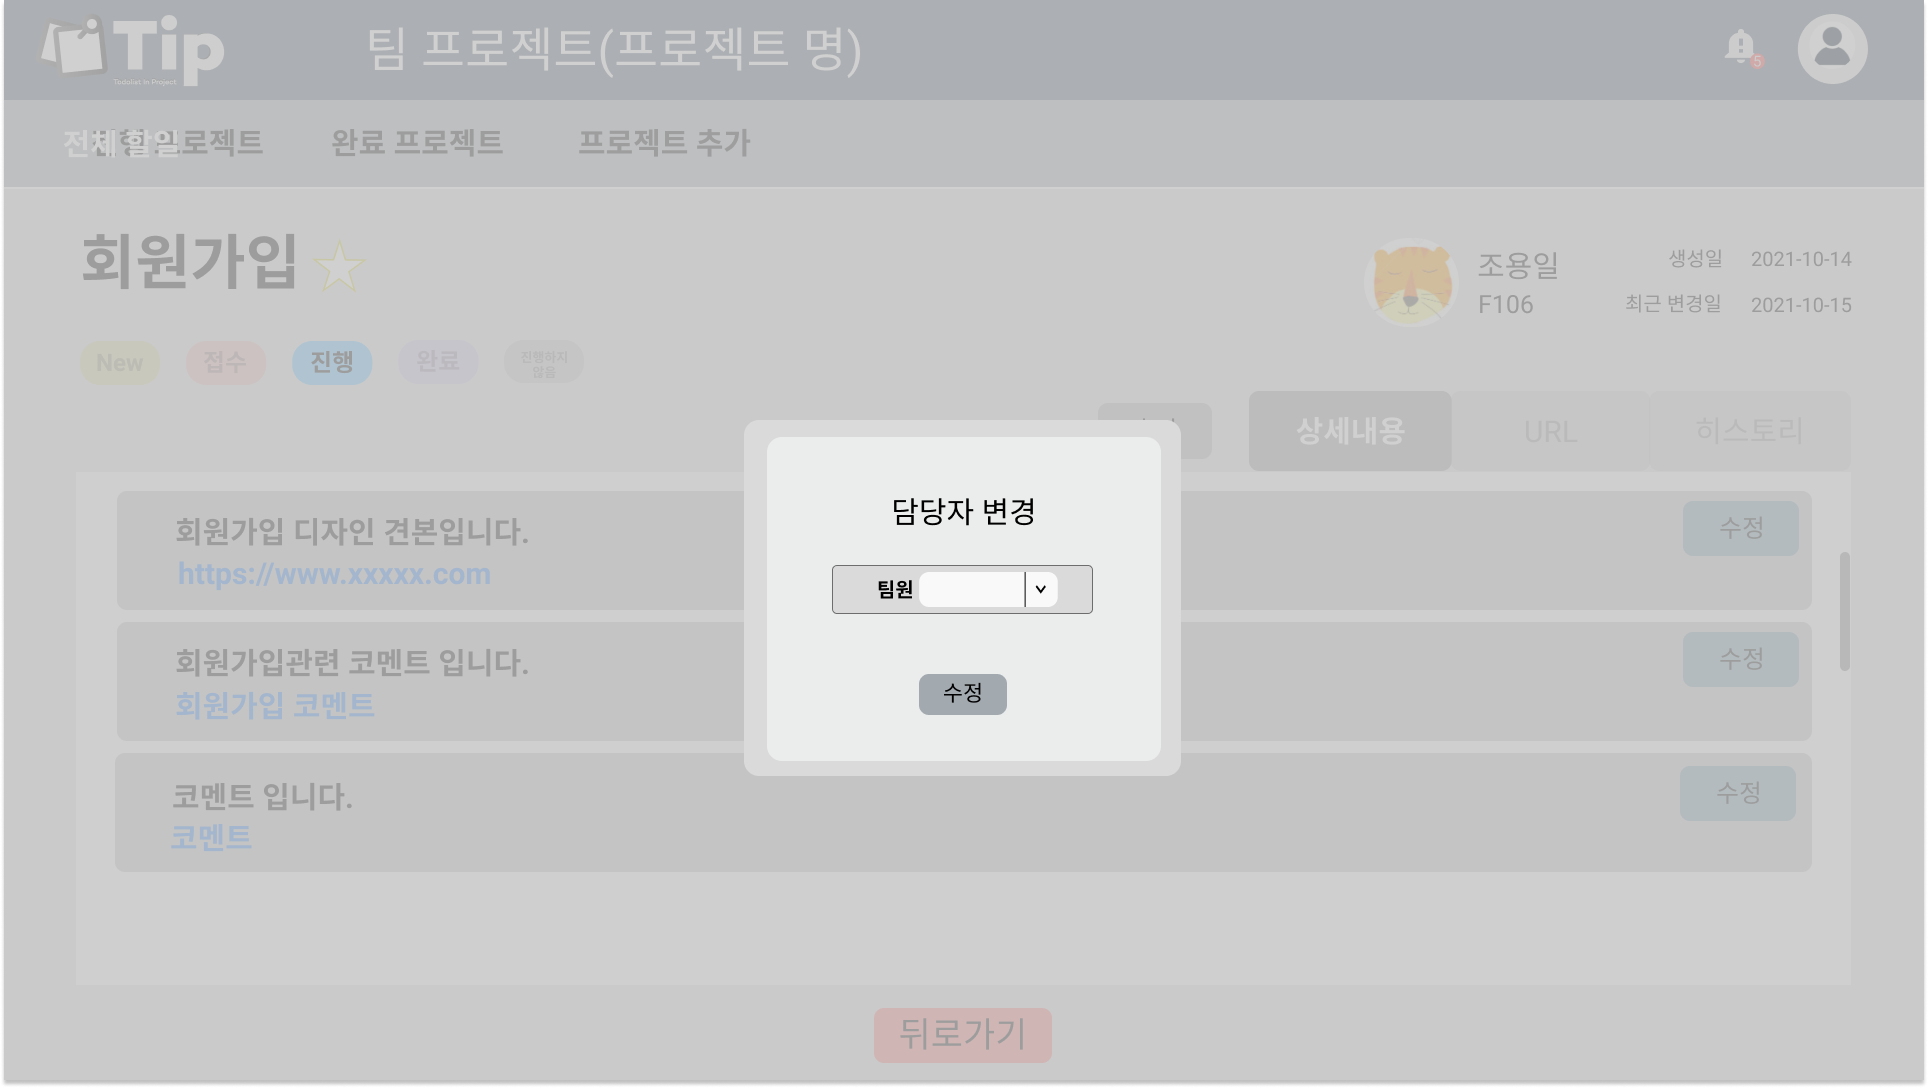 Tip
Todolist In Project
팀 프로젝트(프로젝트 명)
5
전체 할일
진행 프로젝트
완료 프로젝트
프로젝트 추가
회원가입
조용일
F106
생성일 2021-10-14
최근 변경일 2021-10-15
New
접수
진행
완료
진행하지
않음
상세내용
URL
히스토리
담당자 변경
팀원
수정
회원가입 디자인 견본입니다.
https://www.xxxxx.com
수정
회원가입관련 코멘트 입니다.
회원가입 코멘트
수정
코멘트 입니다.
코멘트
수정
뒤로가기